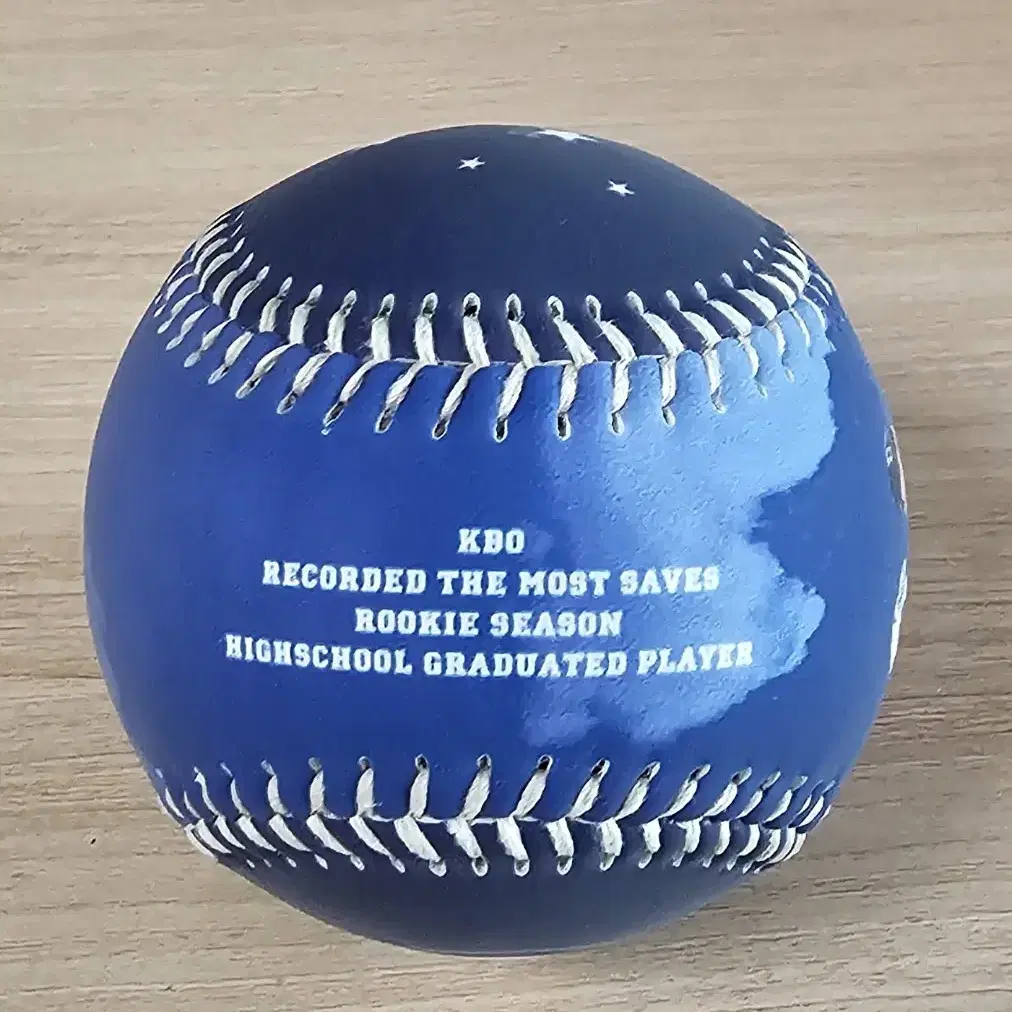 KBO
RECORDED THE MOST SAVES
ROOKIE SEASON
HIGHSCHOOL GRADUATED PLAYER